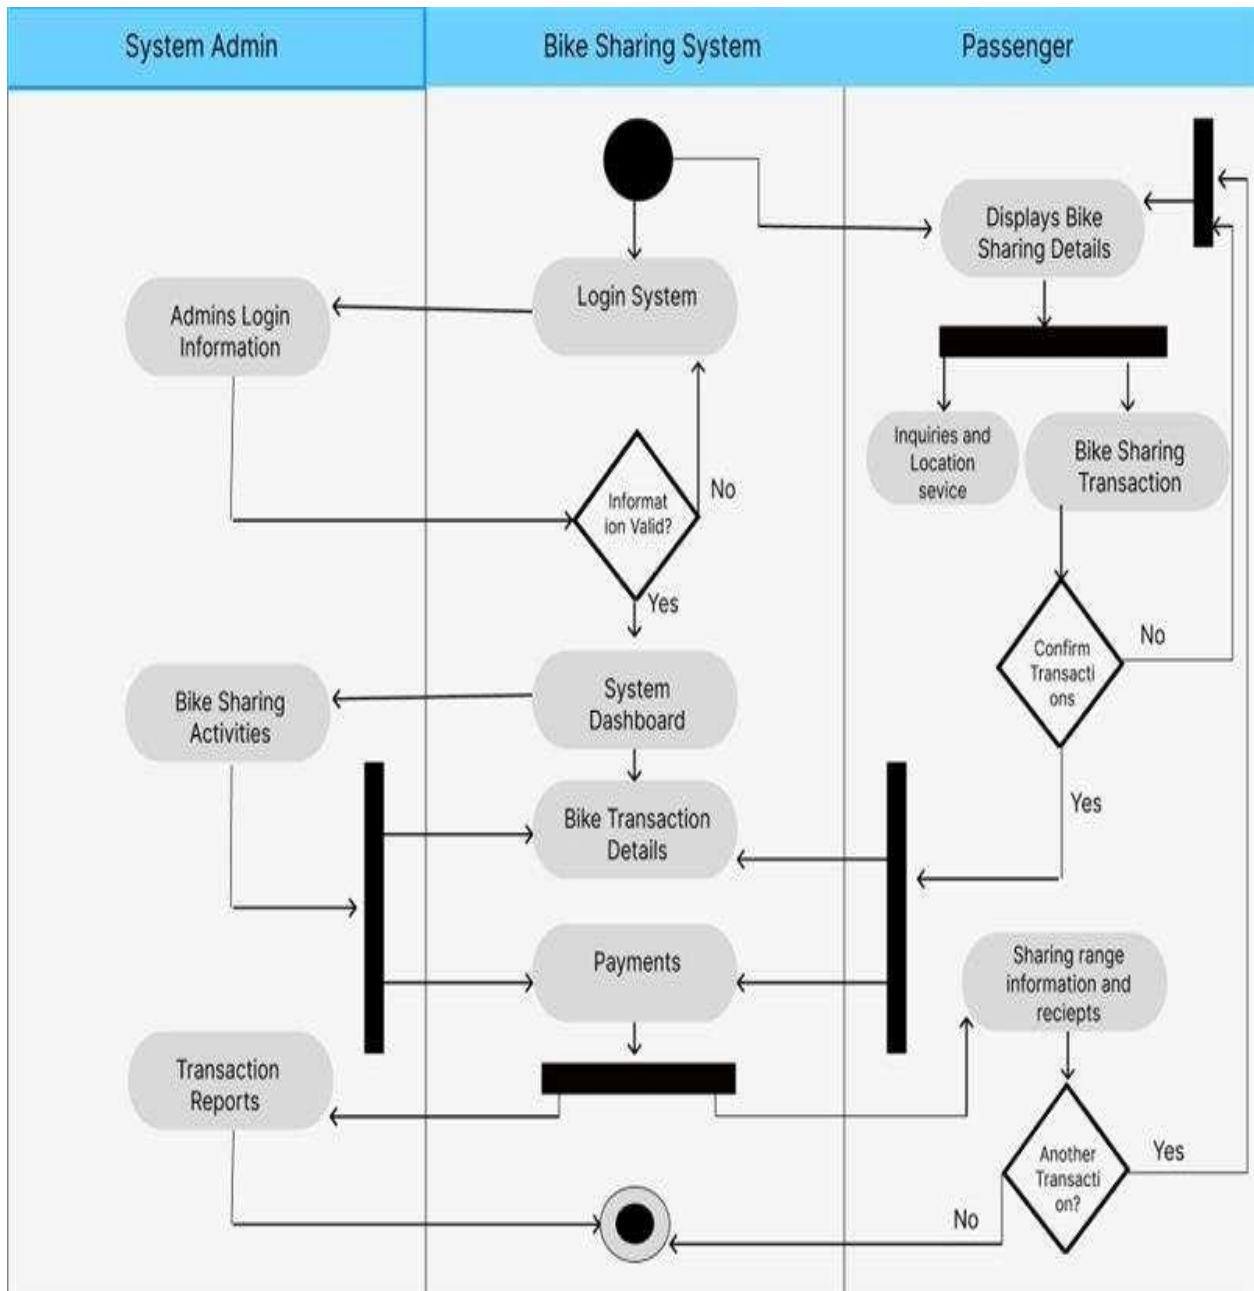 System Admin
Bike Sharing System
Passenger
Displays Bike
Sharing Details
Login System
Admins Login
Information
Inquiries and
Location
sevice
Bike Sharing
Transaction
Informat
ion Valid?
No
Yes
Confirm
Transacti
ons
No
Bike Sharing
Activities
System
Dashboard
Yes
Bike Transaction
Details
Payments
Sharing range
information and
reciepts
Transaction
Reports
Another
Transacti
on?
Yes
No